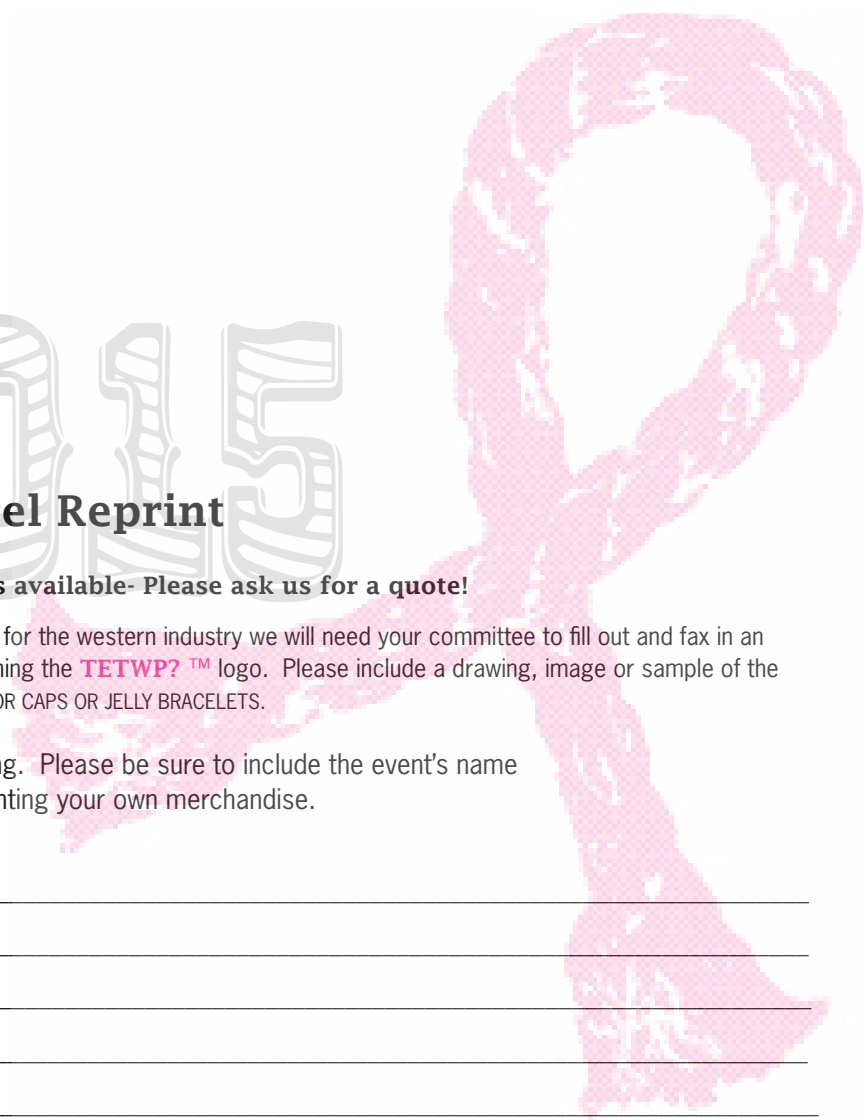 015
el Reprint
s available- Please ask us for a quote!
for the western industry we will need your committee to fill out and fax in an
ning the TETWP? ™ logo. Please include a drawing, image or sample of the
OR CAPS OR JELLY BRACELETS.
g. Please be sure to include the event's name
nting your own merchandise.